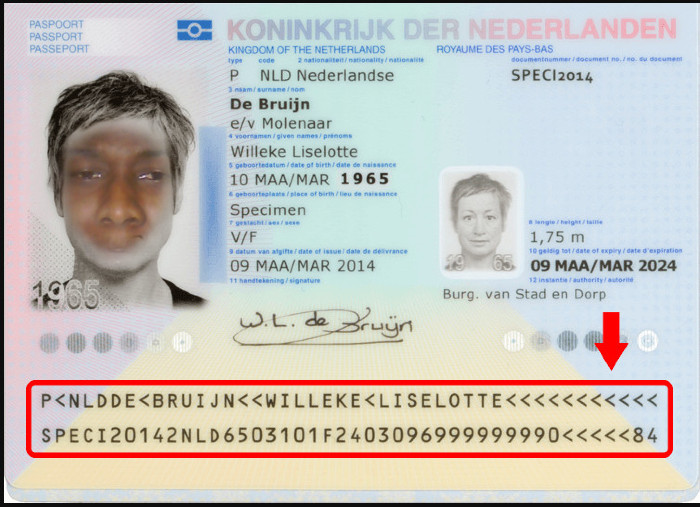 PASPOORT
PASSPORT
PASSEPORT
KONINKRIJK DER NEDERLANDEN
KINGDOM OF THE NETHERLANDS ROYAUME DES PAYS-BAS
type code 2 nationaliteit / nationality / nationalité documentnummer / document no. / no. du document
P NLD Nederlandse SPECI2014
3 naam / surname / nom
De Bruijn
e/v Molenaar
4 voornamen / given names / prénoms
Willeke Liselotte
5 geboortedatum / date of birth / date de naissance
10 MAA/MAR 1965
6 geboorteplaats / place of birth / lieu de naissance
Specimen
7 geslacht / sex / sexe 8 lengte / height / taille
V/F 1,75 m
9 datum van afgifte / date of issue / date de délivrance 10 geldig tot / date of expiry / date d'expiration
09 MAA/MAR 2014 09 MAA/MAR 2024
11 handtekening / signature 12 instantie / authority / autorité
Burg. van Stad en Dorp
1965
19 65
W.L. de Bruijn
P<NLDDE<BRUIJN<<WILLEKE<LISELOTTE<<<<<<<<<<<
SPECI20142NLD6503101F24030969999999990<<<<<84